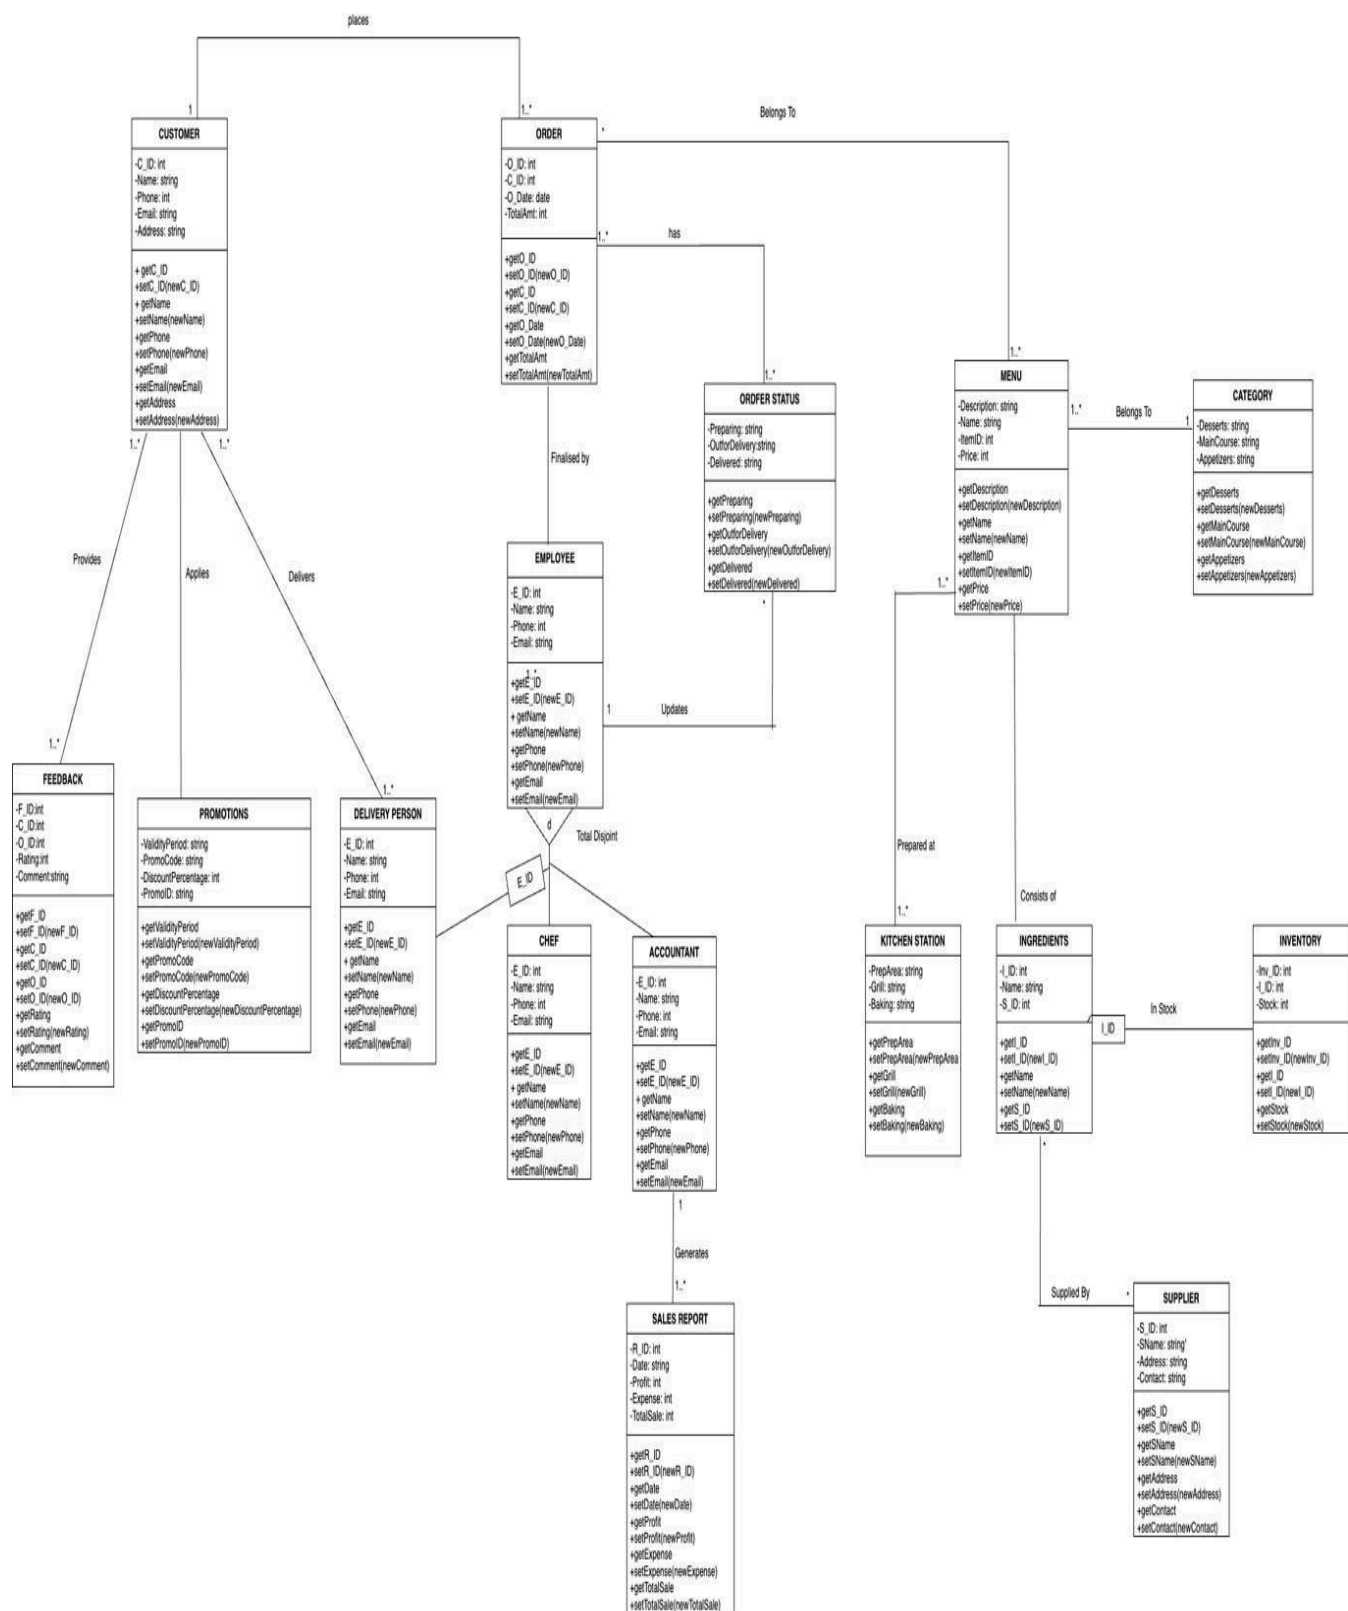 places
1
1..*
CUSTOMER
-C_ID: int
-Name: string
-Phone: int
-Email: string
-Address: string
+ getC_ID
+setC_ID(newC_ID)
+ getName
+setName(newName)
+getPhone
+setPhone(newPhone)
+getEmail
+setEmail(newEmail)
+getAddress
+setAddress(newAddress)
1..*
1..*
ORDER
-O_ID: int
-C_ID: int
-O_Date: date
-TotalAmt: int
+getO_ID
+setO_ID(newO_ID)
+getC_ID
+setC_ID(newC_ID)
+getO_Date
+setO_Date(newO_Date)
+getTotalAmt
+setTotalAmt(newTotalAmt)
*
Belongs To
1..*
1..*
has
1..*
ORDFER STATUS
-Preparing: string
-OutforDelivery:string
-Delivered: string
+getPreparing
+setPreparing(newPreparing)
+getOutforDelivery
+setOutforDelivery(newOutforDelivery)
+getDelivered
+setDelivered(newDelivered)
*
MENU
-Description: string
-Name: string
-ItemID: int
-Price: int
+getDescription
+setDescription(newDescription)
+getName
+setName(newName)
+getItemID
+setItemID(newItemID)
+getPrice
+setPrice(newPrice)
1..*
Belongs To
1
CATEGORY
-Desserts: string
-MainCourse: string
-Appetizers: string
+getDesserts
+setDesserts(newDesserts)
+getMainCourse
+setMainCourse(newMainCourse)
+getAppetizers
+setAppetizers(newAppetizers)
Finalised by
EMPLOYEE
-E_ID: int
-Name: string
-Phone: int
-Email: string
1..*
+getE_ID
+setE_ID(newE_ID)
+ getName
+setName(newName)
+getPhone
+setPhone(newPhone)
+getEmail
+setEmail(newEmail)
1
Updates
d
Total Disjoint
E_ID
Provides
Applies
Delivers
1..*
1..*
FEEDBACK
-F_ID:int
-C_ID:int
-O_ID:int
-Rating:int
-Comment:string
+getF_ID
+setF_ID(newF_ID)
+getC_ID
+setC_ID(newC_ID)
+getO_ID
+setO_ID(newO_ID)
+getRating
+setRating(newRating)
+getComment
+setComment(newComment)
PROMOTIONS
-ValidityPeriod: string
-PromoCode: string
-DiscountPercentage: int
-PromoID: string
+getValidityPeriod
+setValidityPeriod(newValidityPeriod)
+getPromoCode
+setPromoCode(newPromoCode)
+getDiscountPercentage
+setDiscountPercentage(newDiscountPercentage)
+getPromoID
+setPromoID(newPromoID)
DELIVERY PERSON
-E_ID: int
-Name: string
-Phone: int
-Email: string
+getE_ID
+setE_ID(newE_ID)
+ getName
+setName(newName)
+getPhone
+setPhone(newPhone)
+getEmail
+setEmail(newEmail)
CHEF
-E_ID: int
-Name: string
-Phone: int
-Email: string
+getE_ID
+setE_ID(newE_ID)
+ getName
+setName(newName)
+getPhone
+setPhone(newPhone)
+getEmail
+setEmail(newEmail)
ACCOUNTANT
-E_ID: int
-Name: string
-Phone: int
-Email: string
+getE_ID
+setE_ID(newE_ID)
+ getName
+setName(newName)
+getPhone
+setPhone(newPhone)
+getEmail
+setEmail(newEmail)
1
Generates
1..*
SALES REPORT
-R_ID: int
-Date: string
-Profit: int
-Expense: int
-TotalSale: int
+getR_ID
+setR_ID(newR_ID)
+getDate
+setDate(newDate)
+getProfit
+setProfit(newProfit)
+getExpense
+setExpense(newExpense)
+getTotalSale
+setTotalSale(newTotalSale)
1..*
Prepared at
1..*
KITCHEN STATION
-PrepArea: string
-Grill: string
-Baking: string
+getPrepArea
+setPrepArea(newPrepArea
+getGrill
+setGrill(newGrill)
+getBaking
+setBaking(newBaking)
Consists of
INGREDIENTS
-I_ID: int
-Name: string
-S_ID: int
+getI_ID
+setI_ID(newI_ID)
+getName
+setName(newName)
+getS_ID
+setS_ID(newS_ID)
I_ID
In Stock
INVENTORY
-Inv_ID: int
-I_ID: int
-Stock: int
+getInv_ID
+setInv_ID(newInv_ID)
+getI_ID
+setI_ID(newI_ID)
+getStock
+setStock(newStock)
*
Supplied By
*
SUPPLIER
-S_ID: int
-SName: string'
-Address: string
-Contact: string
+getS_ID
+setS_ID(newS_ID)
+getSName
+setSName(newSName)
+getAddress
+setAddress(newAddress)
+getContact
+setContact(newContact)